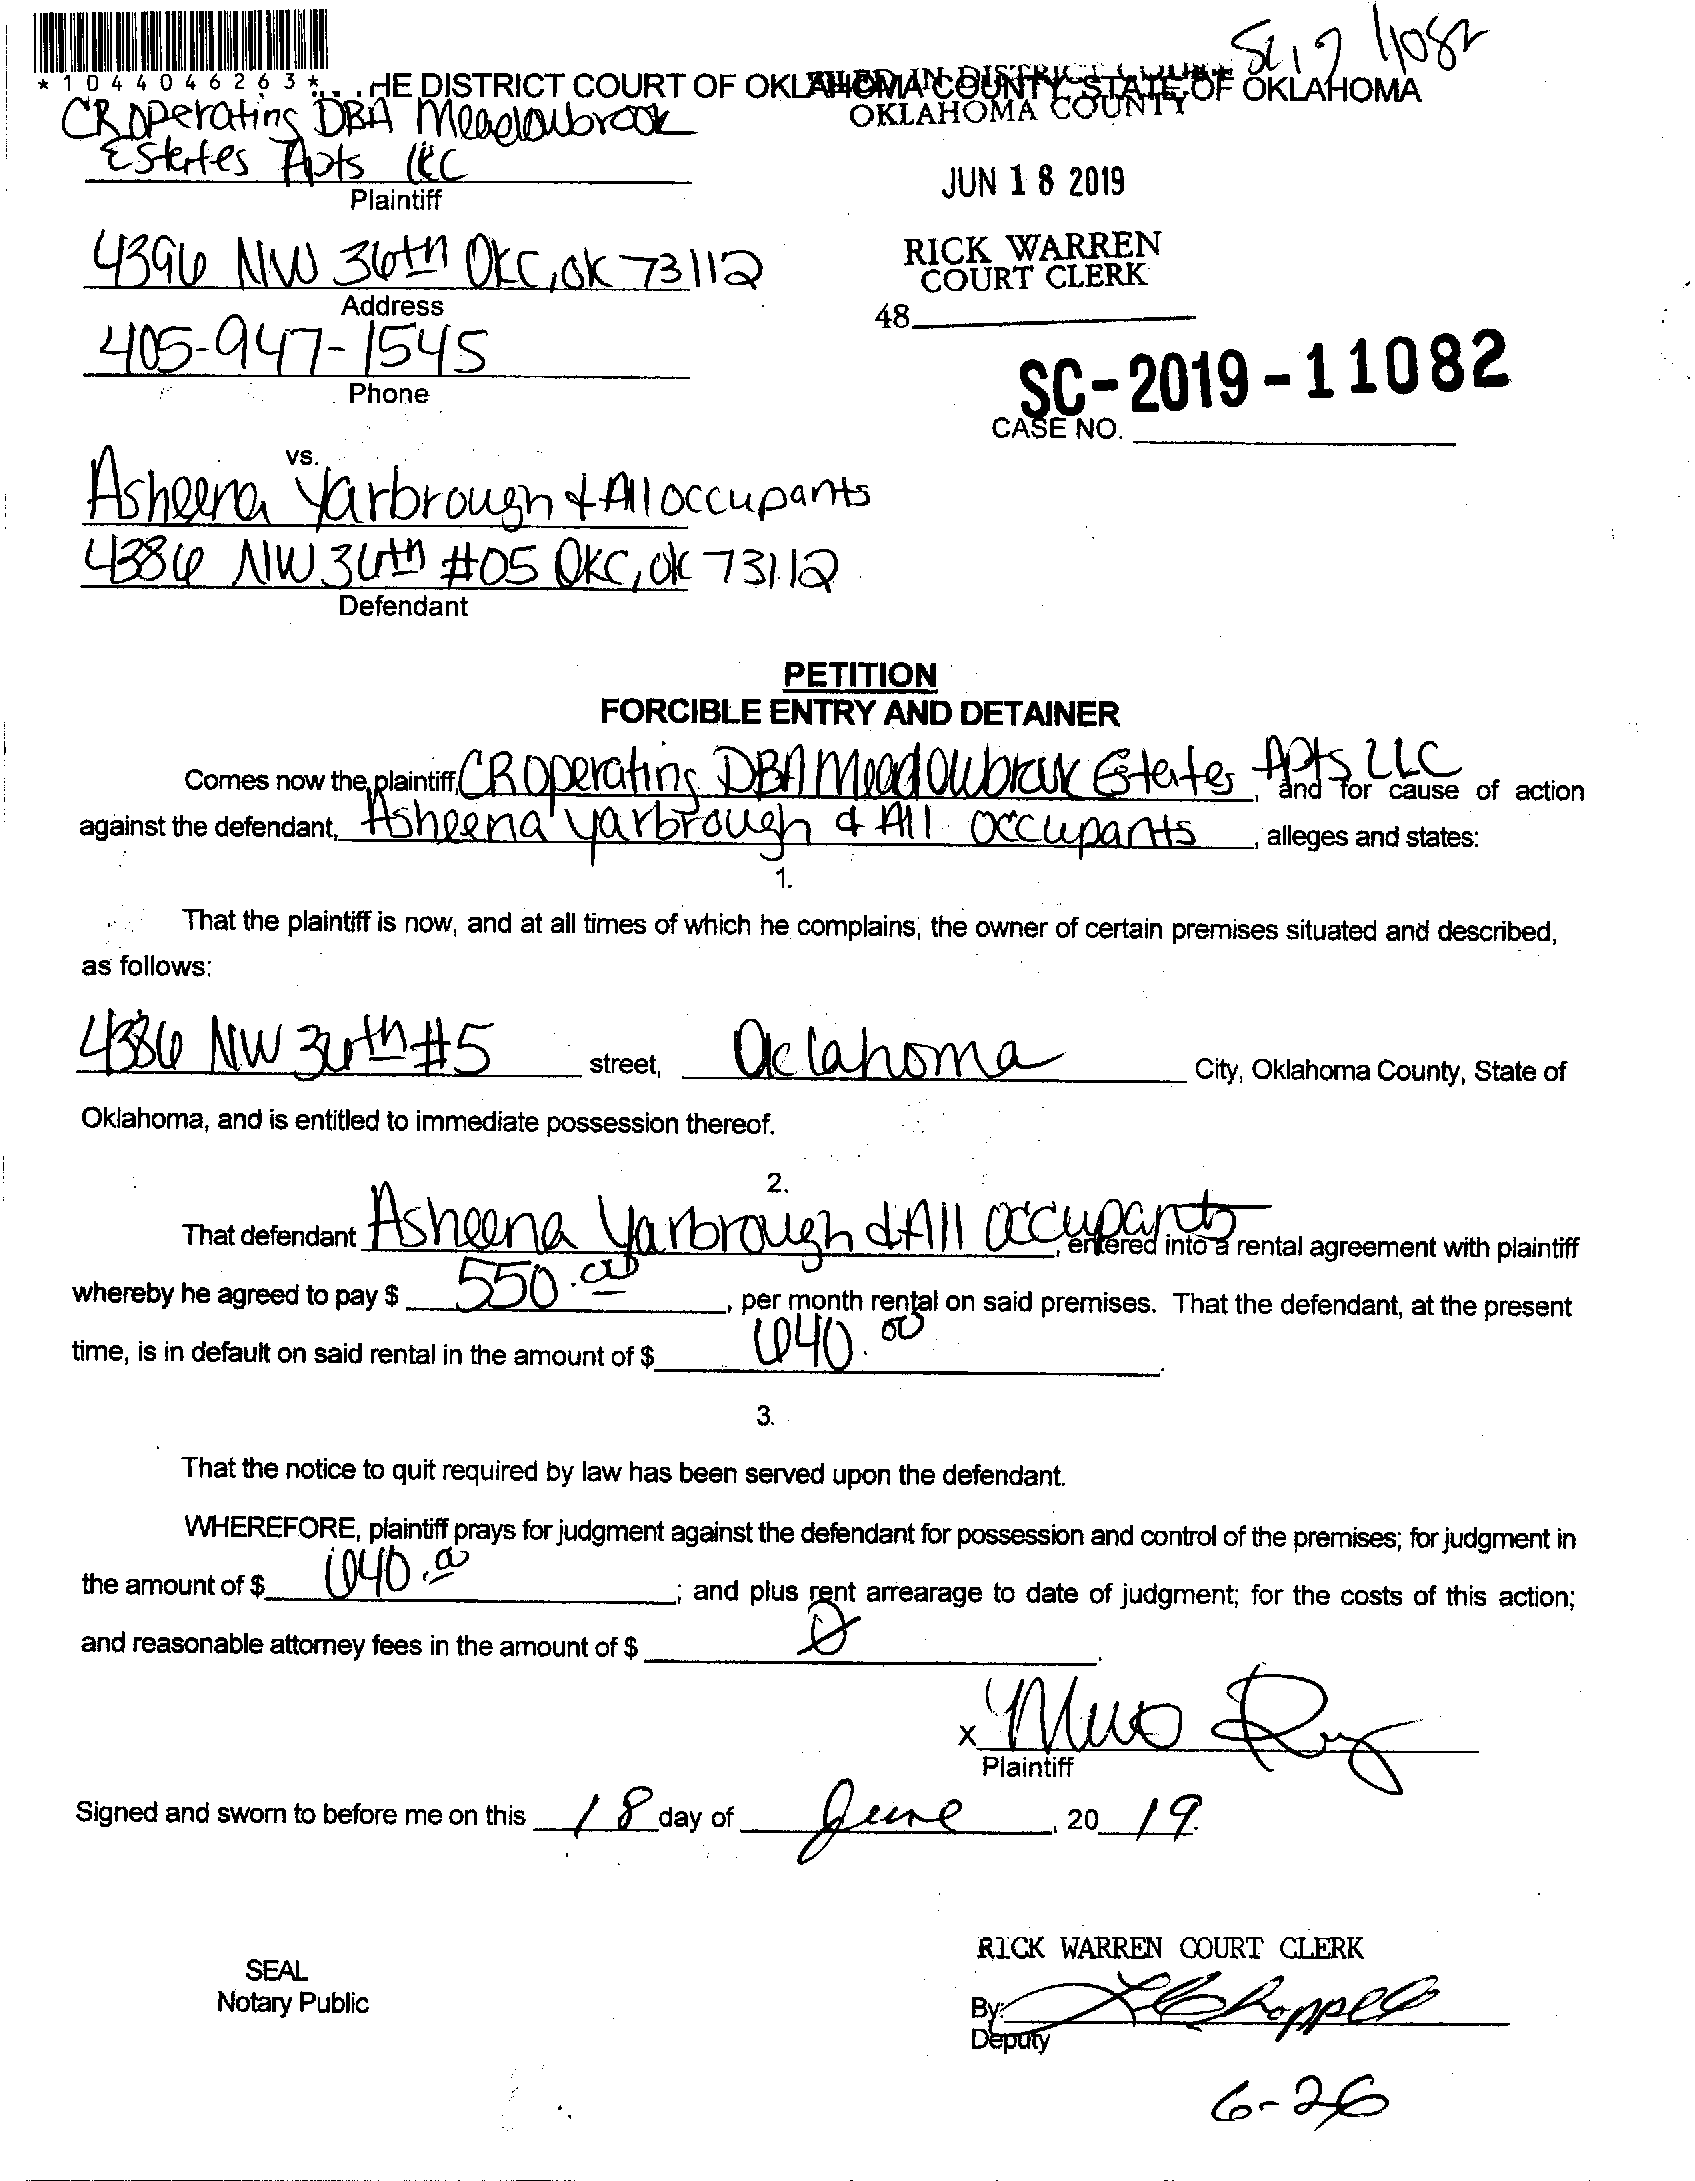 SC19 11082
*1044046263*
HE DISTRICT COURT OF OKLAHOMA COUNTY, STATE OF OKLAHOMA
FILED IN DISTRICT COURT
OKLAHOMA COUNTY
CR Operating DBA Meadowbrook
Estates Apts LLC
Plaintiff
JUN 18 2019
4396 NW 36th OKC, OK 73112
Address
RICK WARREN
COURT CLERK
48
405-947-1545
Phone
SC-2019-11082
CASE NO.
vs.
Asheena Yarbrough & All occupants
4386 NW 36th #05 OKC, OK 73112
Defendant
PETITION
FORCIBLE ENTRY AND DETAINER
Comes now the plaintiff, CR Operating DBA Meadowbrook Estates Apts LLC, and for cause of action
against the defendant, Asheena Yarbrough & All occupants, alleges and states:
1.
That the plaintiff is now, and at all times of which he complains, the owner of certain premises situated and described,
as follows:
4386 NW 36th #5 street, Oklahoma City, Oklahoma County, State of
Oklahoma, and is entitled to immediate possession thereof.
2.
That defendant Asheena Yarbrough & All occupants, entered into a rental agreement with plaintiff
whereby he agreed to pay $ 550.00, per month rental on said premises. That the defendant, at the present
time, is in default on said rental in the amount of $ 640.00.
3.
That the notice to quit required by law has been served upon the defendant.
WHEREFORE, plaintiff prays for judgment against the defendant for possession and control of the premises; for judgment in
the amount of $ 640.00; and plus rent arrearage to date of judgment; for the costs of this action;
and reasonable attorney fees in the amount of $ 0.
x
Plaintiff
Signed and sworn to before me on this 18 day of June, 20 19.
RICK WARREN COURT CLERK
SEAL
Notary Public
By: L Chappell
Deputy
6-26